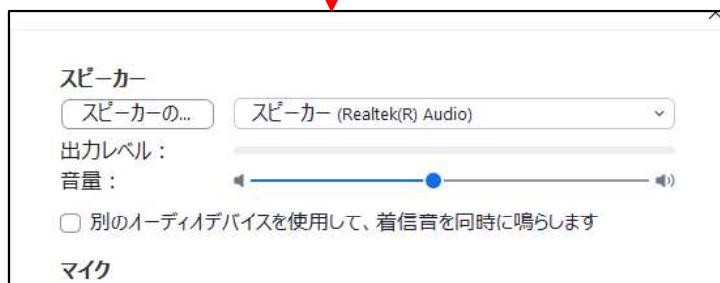 スピーカー
スピーカーの... スピーカー (Realtek(R) Audio)
出力レベル：
音量：
別のオーディオデバイスを使用して、着信音を同時に鳴らします
マイク